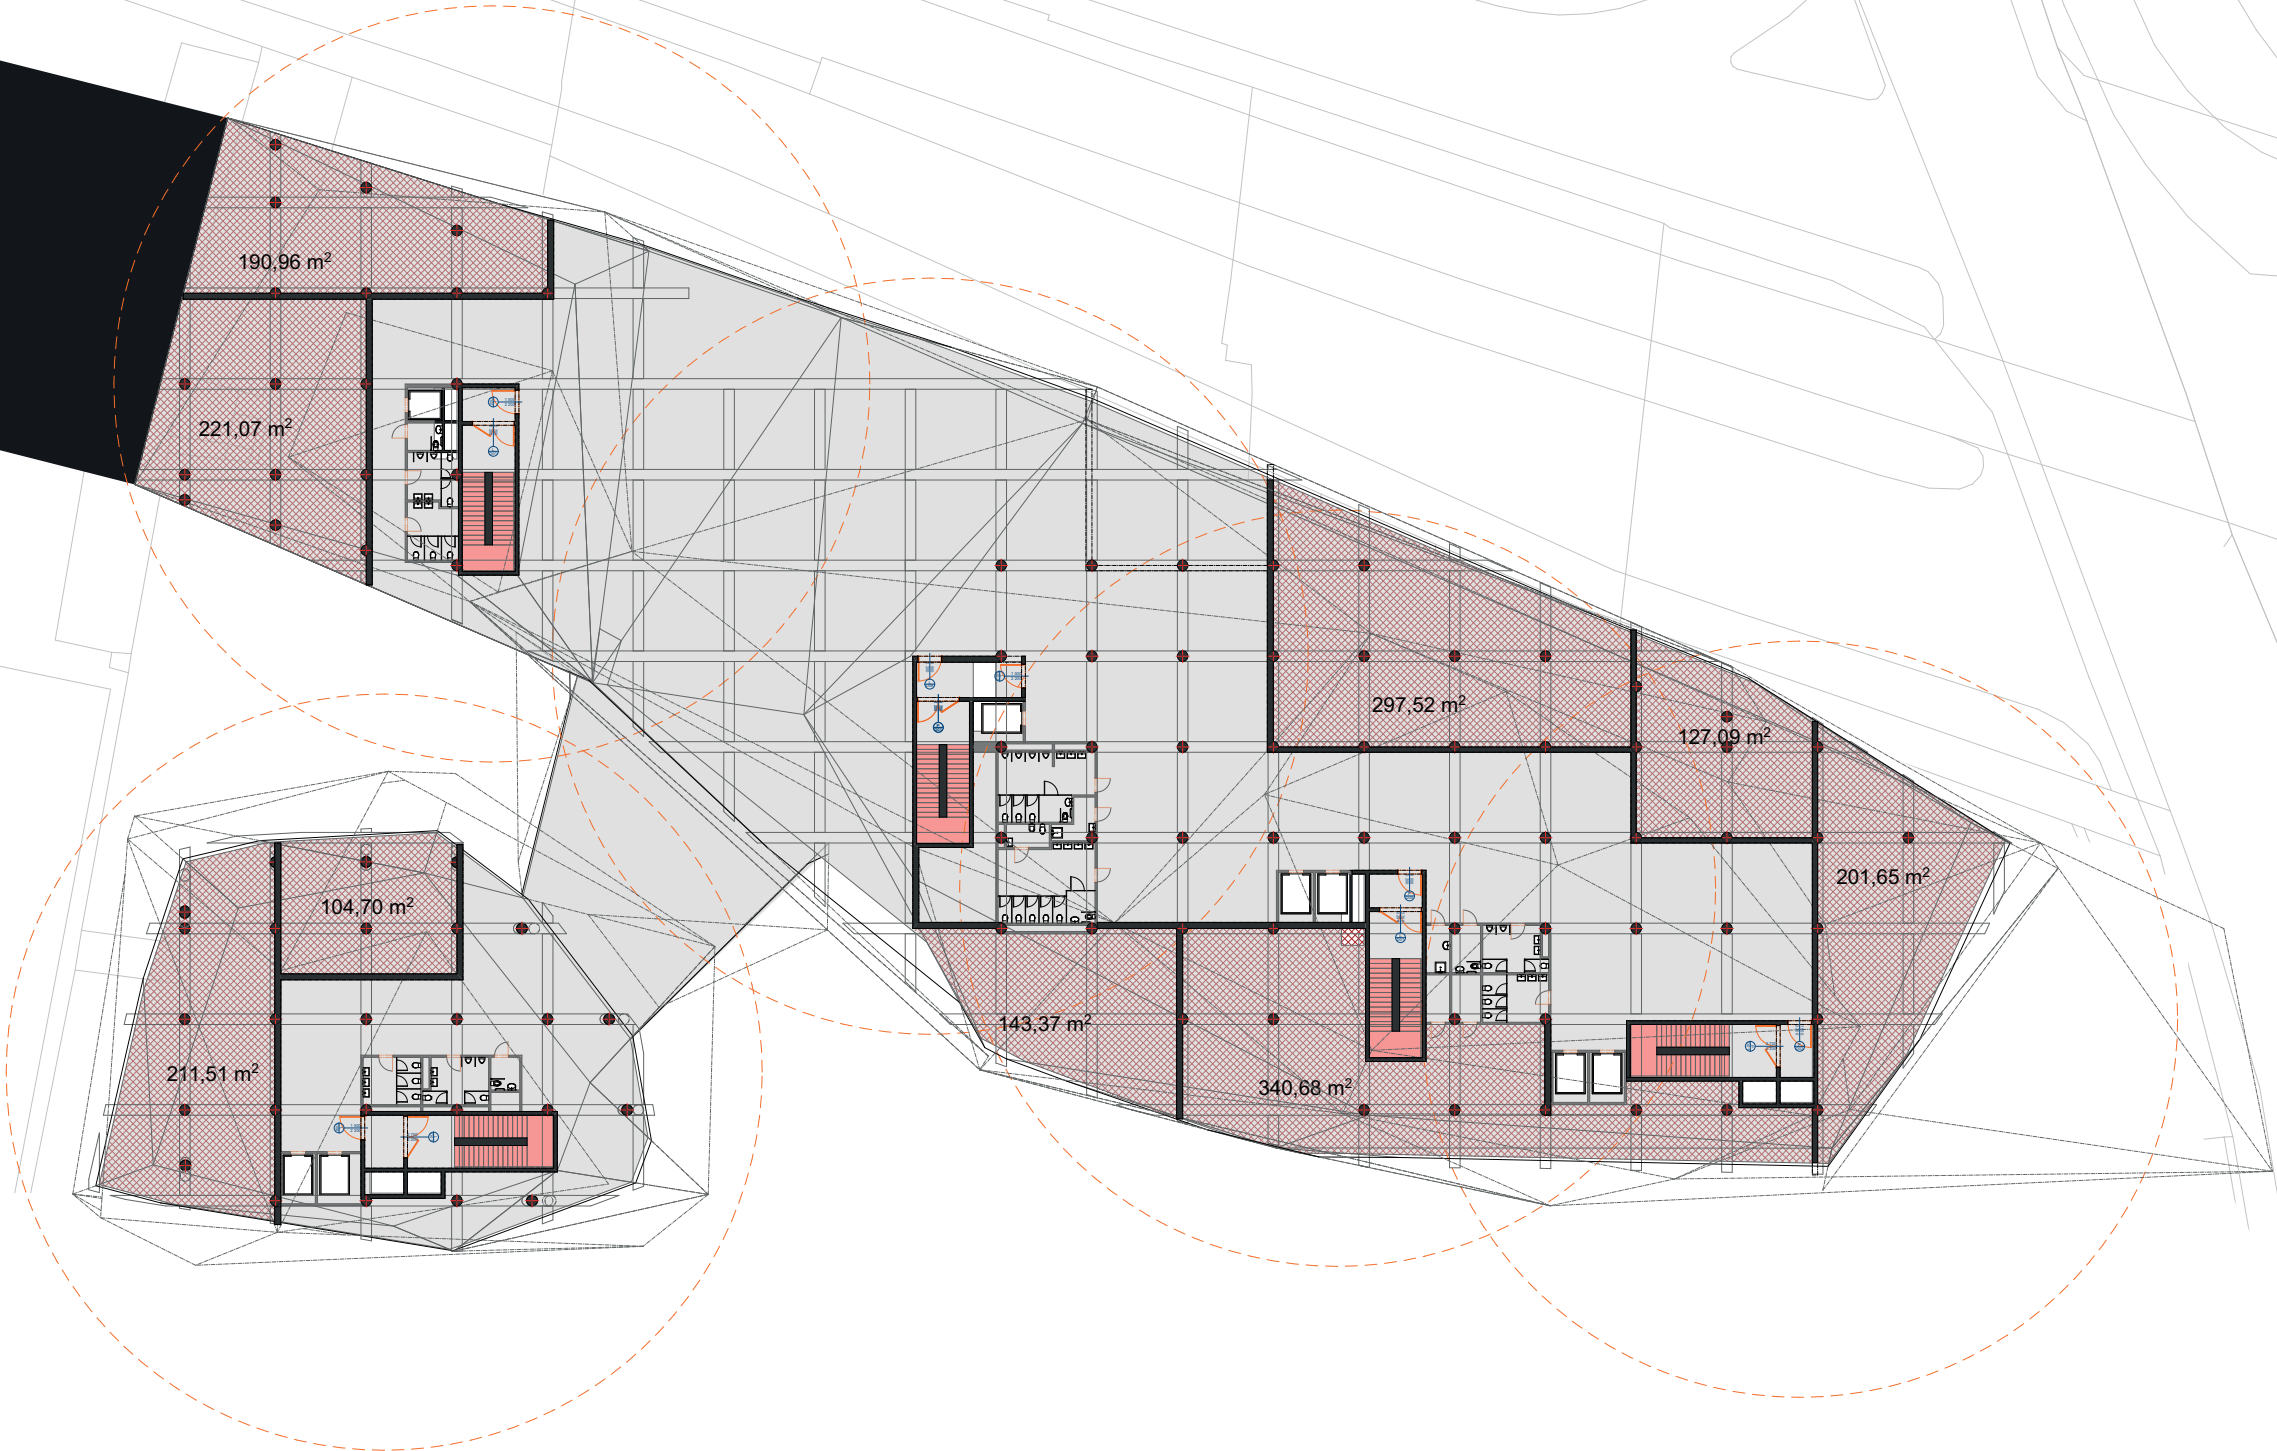 190,96 m²
221,07 m²
297,52 m²
127,09 m²
201,65 m²
104,70 m²
143,37 m²
211,51 m²
340,68 m²